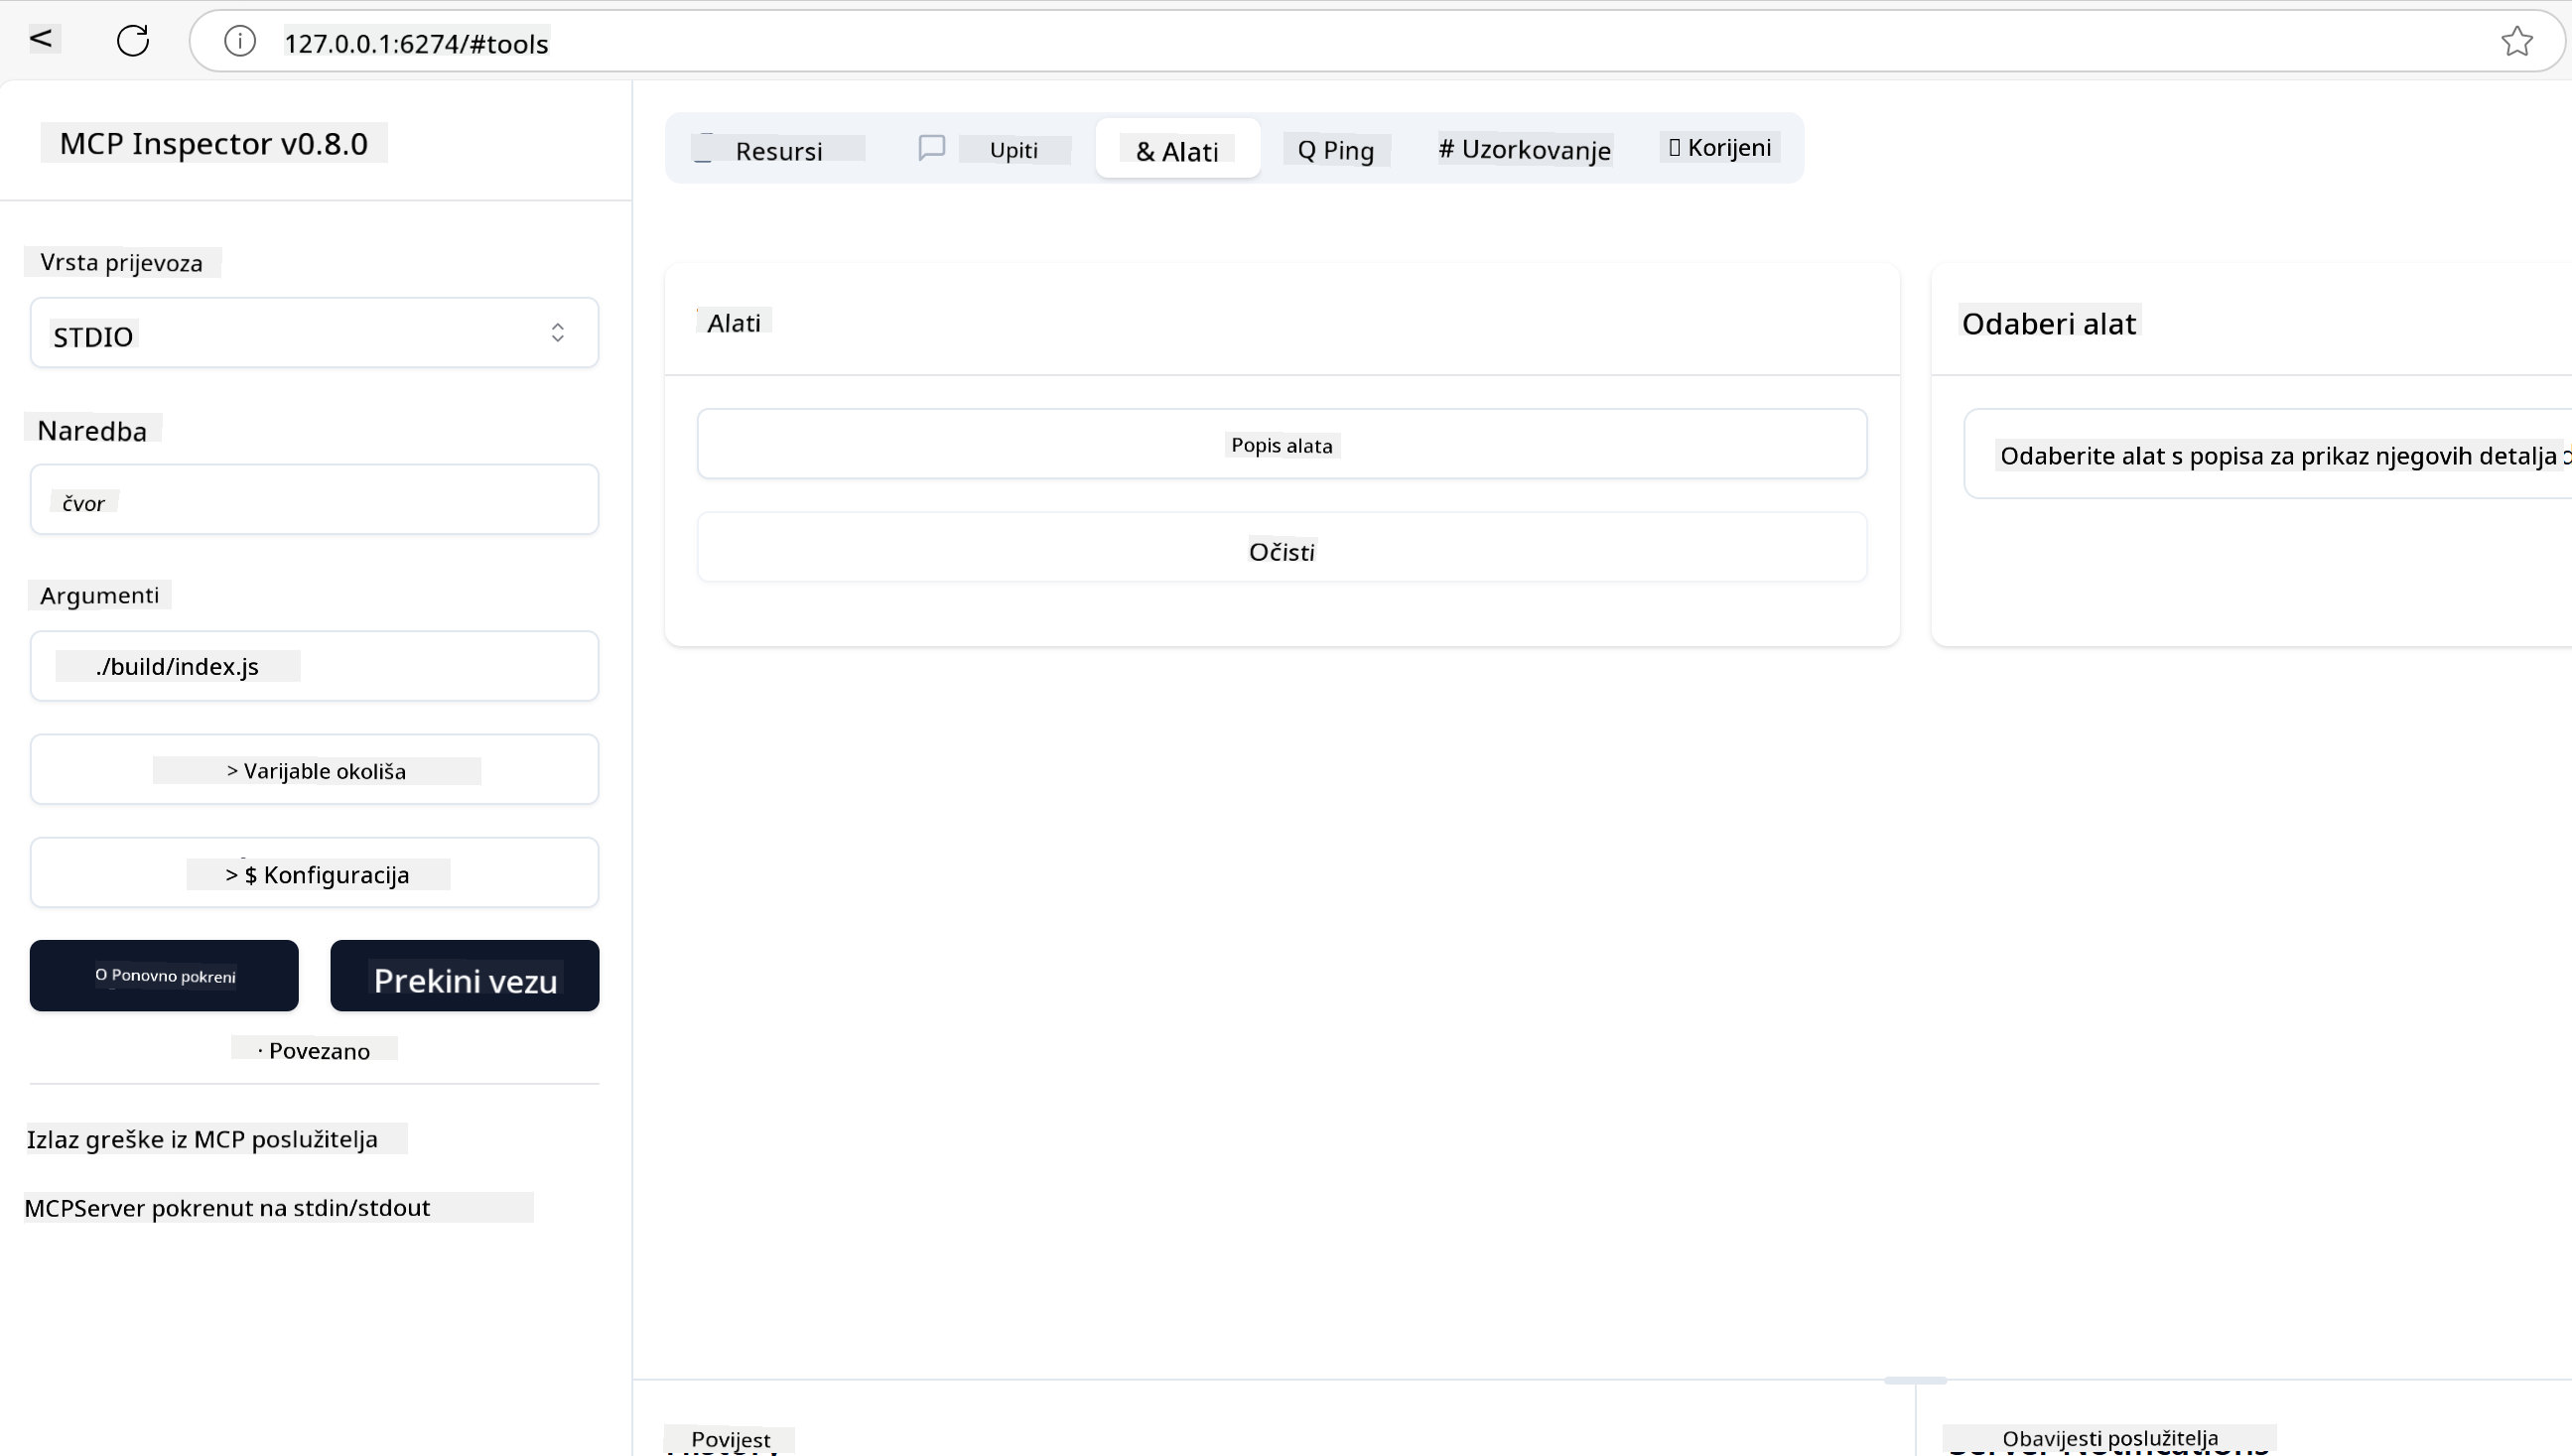 127.0.0.1:6274/#tools
MCP Inspector v0.8.0
Resursi
Upiti
& Alati
Q Ping
# Uzorkovanje
Korijeni
Vrsta prijevoza
STDIO
Naredba
čvor
Argumenti
./build/index.js
> Varijable okoliša
> $ Konfiguracija
O Ponovno pokreni
Prekini vezu
· Povezano
Izlaz greške iz MCP poslužitelja
MCPServer pokrenut na stdin/stdout
Alati
Popis alata
Očisti
Odaberi alat
Odaberite alat s popisa za prikaz njegovih detalja
Povijest
Obavijesti poslužitelja